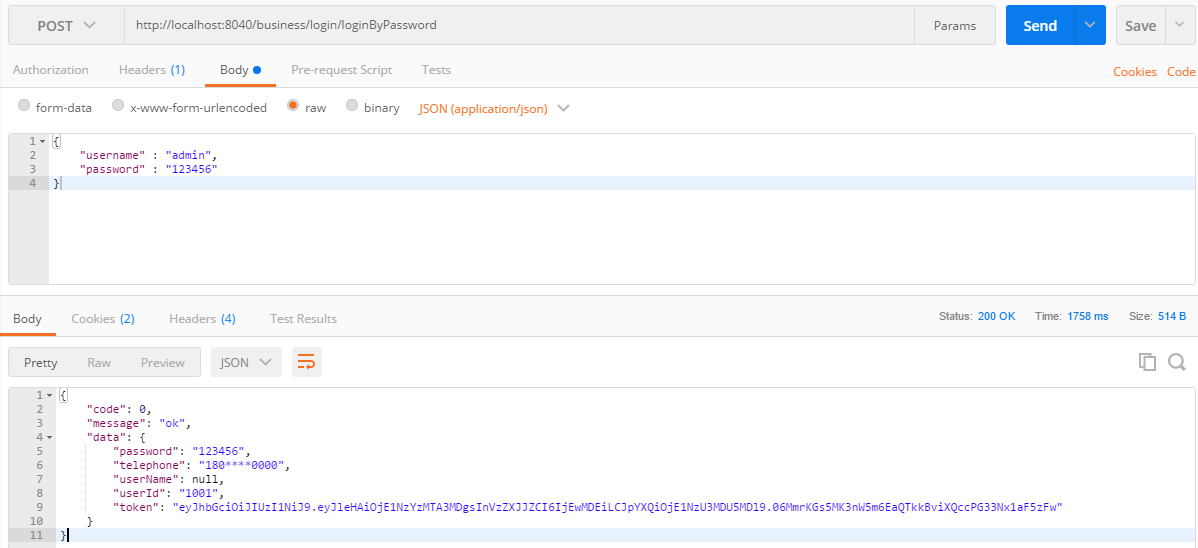 POST http://localhost:8040/business/login/loginByPassword Params Send Save
Authorization Headers (1) Body Pre-request Script Tests Cookies Code
form-data x-www-form-urlencoded raw binary JSON (application/json)
1 {
2 "username" : "admin",
3 "password" : "123456"
4 }
Body Cookies (2) Headers (4) Test Results Status: 200 OK Time: 1758 ms Size: 514 B
Pretty Raw Preview JSON
1 {
2 "code": 0,
3 "message": "ok",
4 "data": {
5 "password": "123456",
6 "telephone": "180****0000",
7 "userName": null,
8 "userId": "1001",
9 "token": "eyJhbGciOiJIUzI1NiJ9.eyJleHAiOjE1NzYzMTA3MDgsInVzZXJJZCI6IjEwMDEiLCJpYXQiOjE1NzU3MDU5MDl9.06MmrKGs5MK3nW5m6EaQTkkBviXQccPG33Nx1aF5zFw"
10 }
11 }